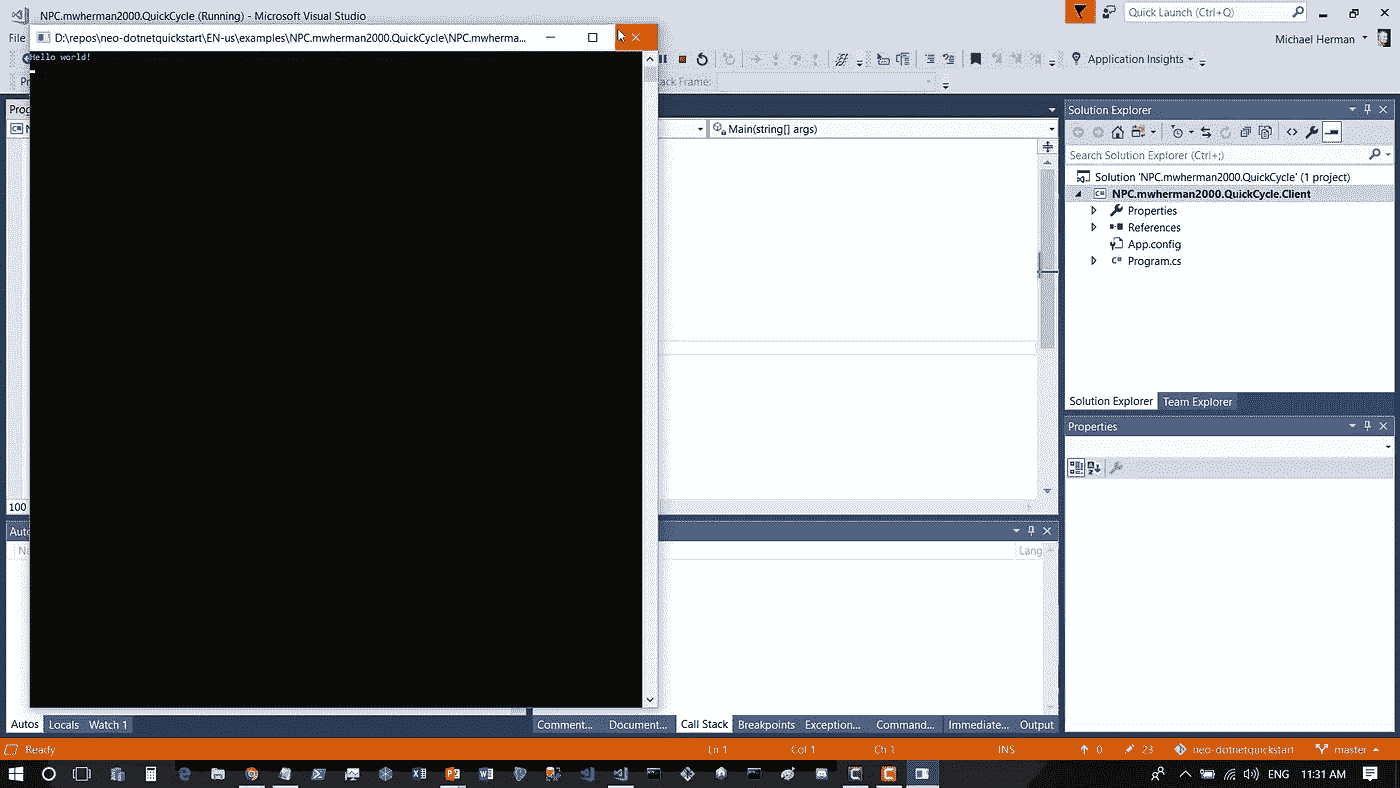 NPC.mwherman2000.QuickCycle (Running) - Microsoft Visual Studio
Quick Launch (Ctrl+Q)
File
D:\repos\neo-dotnetquickstart\EN-us\examples\NPC.mwherman2000.QuickCycle\NPC.mwherma...
Michael Herman
Hello world!
Application Insights
ack Frame:
Prog
Solution Explorer
Main(string[] args)
Search Solution Explorer (Ctrl+;)
Solution 'NPC.mwherman2000.QuickCycle' (1 project)
NPC.mwherman2000.QuickCycle.Client
Properties
References
App.config
Program.cs
Solution Explorer
Team Explorer
Properties
100
Auto
Lang
Autos
Locals
Watch 1
Comment...
Document...
Call Stack
Breakpoints
Exception...
Command...
Immediate...
Output
Ready
Ln 1
Col 1
Ch 1
INS
0
23
neo-dotnetquickstart
master
ENG
11:31 AM